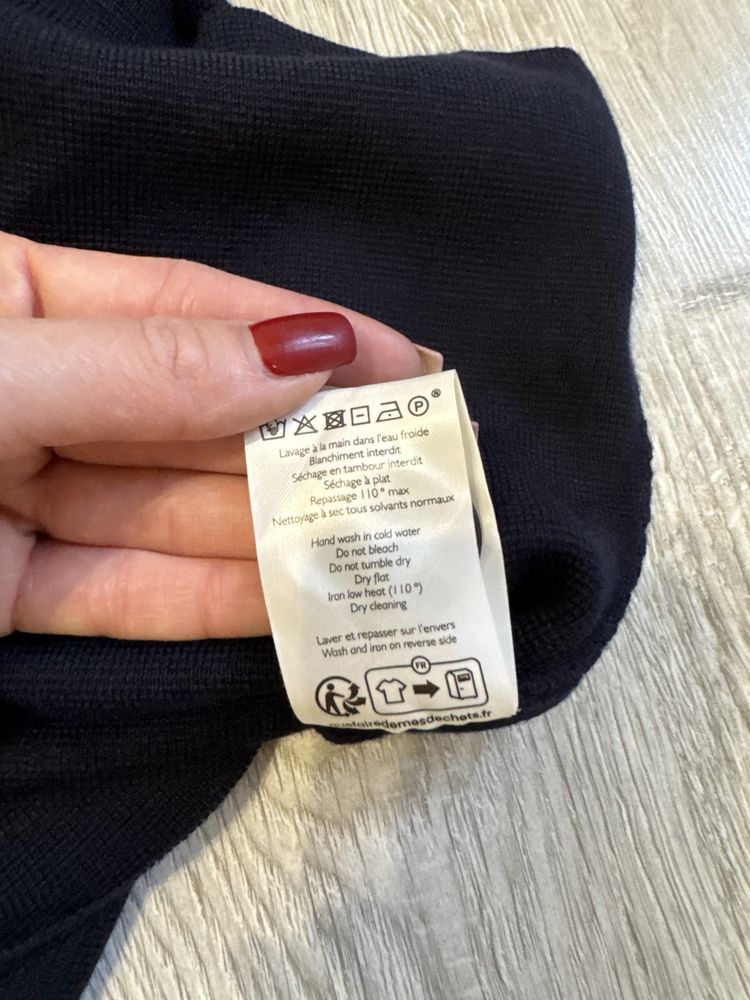 P
®
Lavage à la main dans l'eau froide
Blanchiment interdit
Séchage en tambour interdit
Séchage à plat
Repassage 110° max
Nettoyage à sec tous solvants normaux
Hand wash in cold water
Do not bleach
Do not tumble dry
Dry flat
Iron low heat (110°)
Dry cleaning
Laver et repasser sur l'envers
Wash and iron on reverse side
FR
quefairedemesdechets.fr